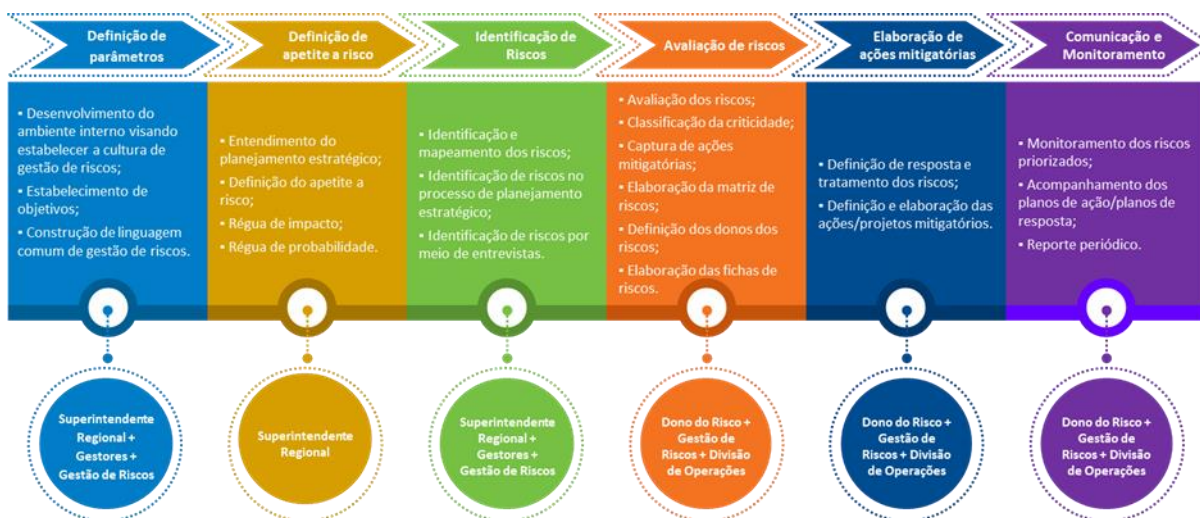 Definição de
parâmetros
Definição de
apetite a risco
Identificação de
Riscos
Avaliação de riscos
Elaboração de
ações mitigatórias
Comunicação e
Monitoramento
▪ Desenvolvimento do
ambiente interno visando
estabelecer a cultura de
gestão de riscos;
▪ Estabelecimento de
objetivos;
▪ Construção de linguagem
comum de gestão de riscos.
▪ Entendimento do
planejamento estratégico;
▪ Definição do apetite a
risco;
▪ Régua de impacto;
▪ Régua de probabilidade.
▪ Identificação e
mapeamento dos riscos;
▪ Identificação de riscos no
processo de planejamento
estratégico;
▪ Identificação de riscos por
meio de entrevistas.
▪ Avaliação dos riscos;
▪ Classificação da criticidade;
▪ Captura de ações
mitigatórias;
▪ Elaboração da matriz de
riscos;
▪ Definição dos donos dos
riscos;
▪ Elaboração das fichas de
riscos.
▪ Definição de resposta e
tratamento dos riscos;
▪ Definição e elaboração das
ações/projetos mitigatórios.
▪ Monitoramento dos riscos
priorizados;
▪ Acompanhamento dos
planos de ação/planos de
resposta;
▪ Reporte periódico.
Superintendente
Regional +
Gestores +
Gestão de Riscos
Superintendente
Regional
Superintendente
Regional +
Gestores +
Gestão de Riscos
Dono do Risco +
Gestão de
Riscos + Divisão
de Operações
Dono do Risco +
Gestão de
Riscos + Divisão
de Operações
Dono do Risco +
Gestão de
Riscos + Divisão
de Operações